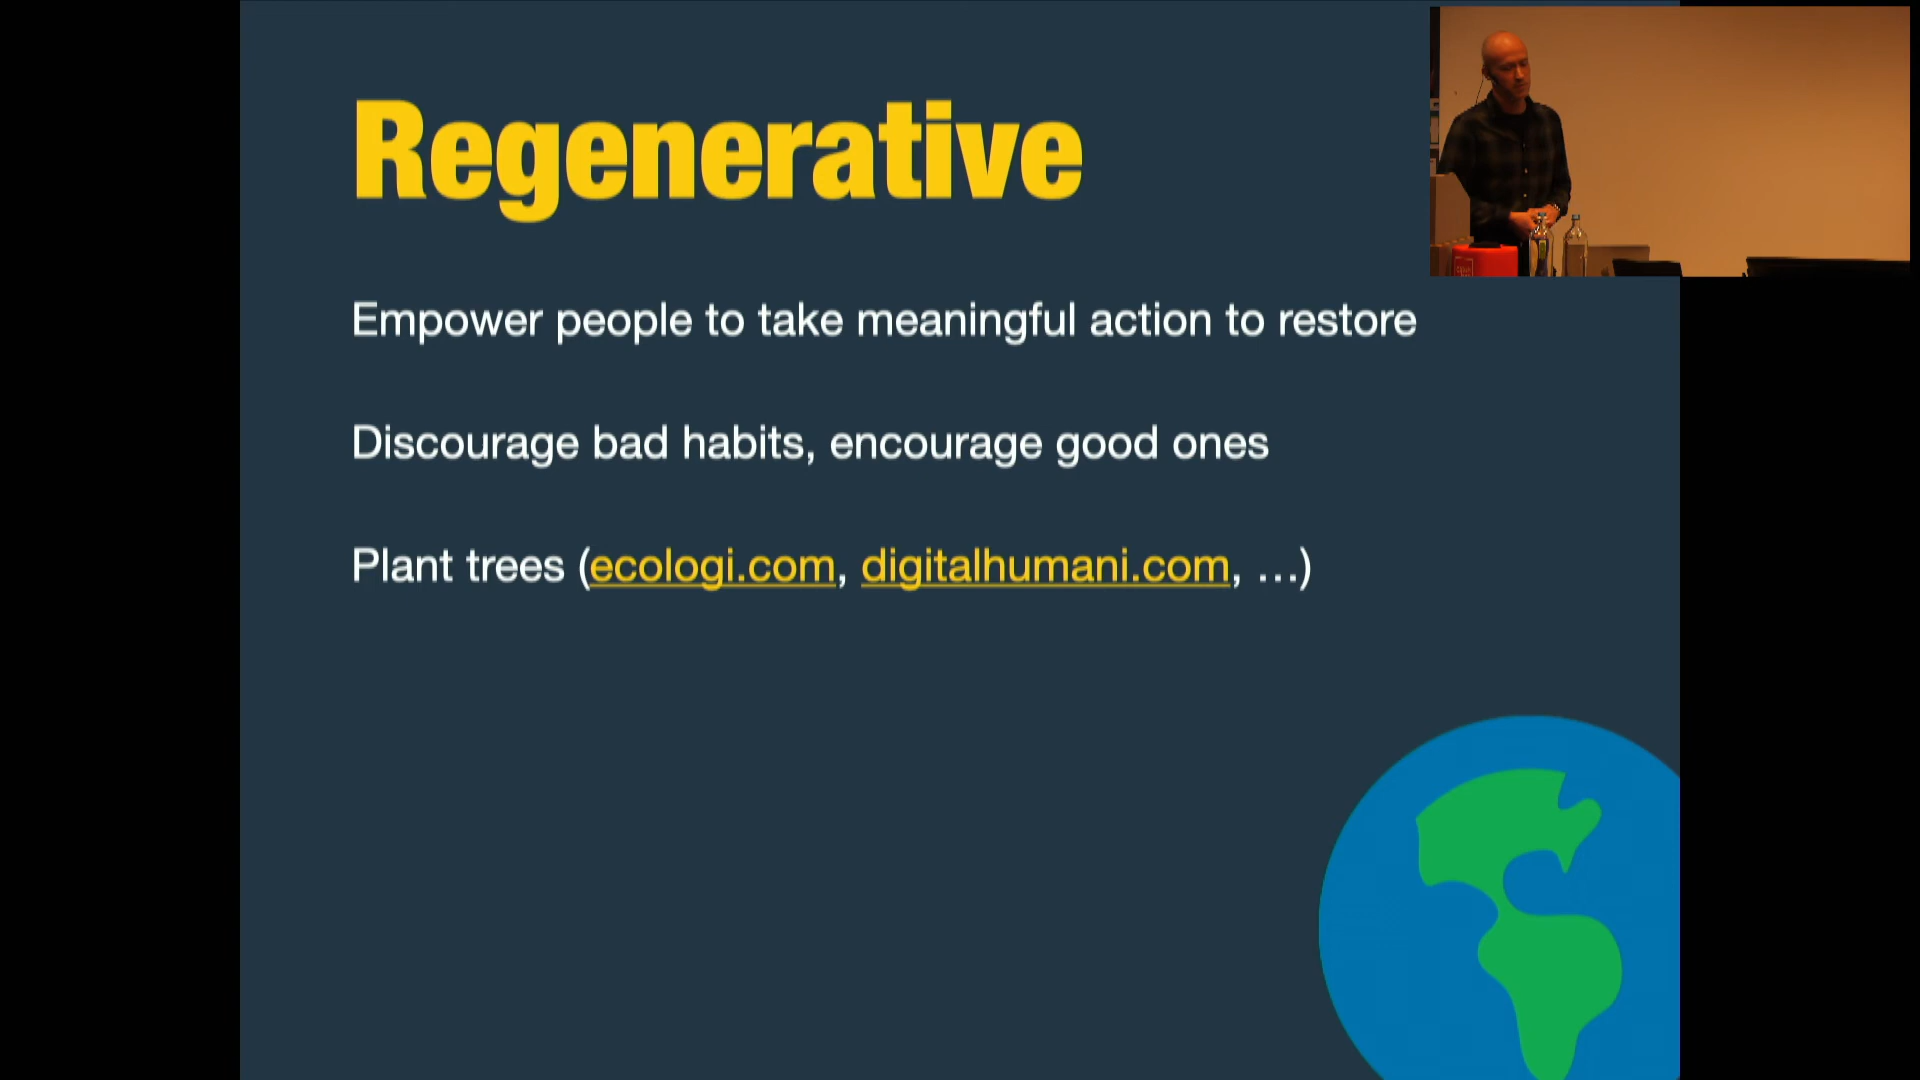 Regenerative
Empower people to take meaningful action to restore
Discourage bad habits, encourage good ones
Plant trees (ecologi.com, digitalhumani.com, …)